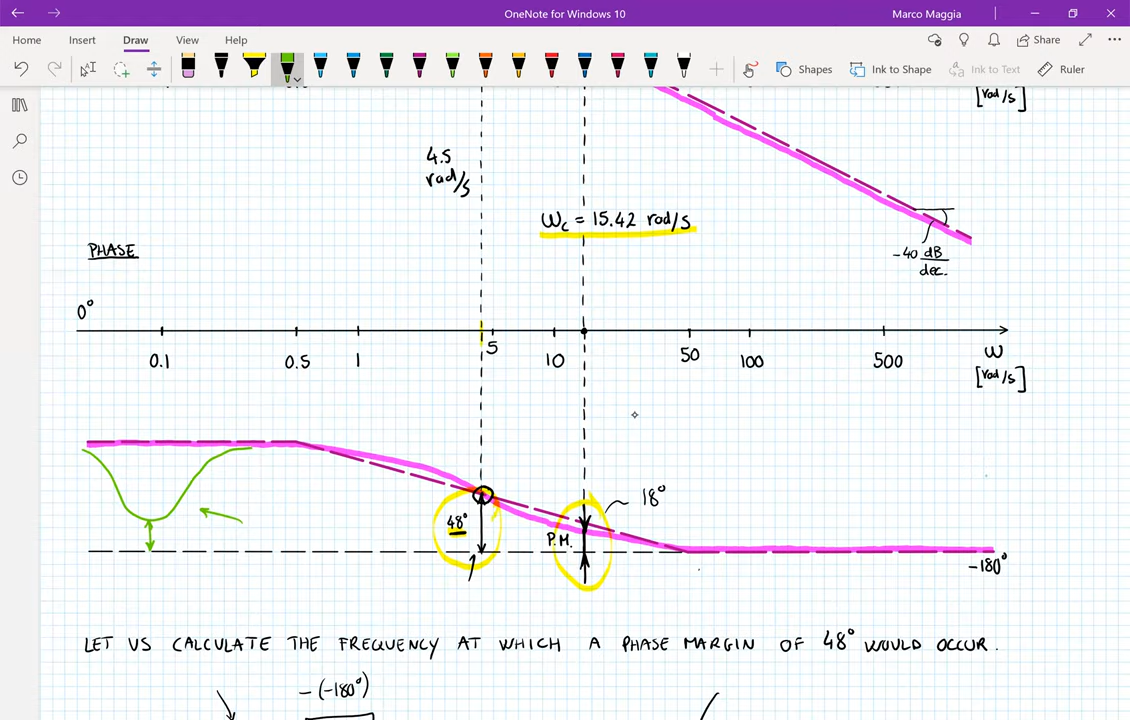 OneNote for Windows 10
Marco Maggia
Home Insert Draw View Help
Share
Shapes Ink to Shape Ink to Text Ruler
[rad/s]
4.5
rad/s
ωc = 15.42 rad/s
-40 dB/dec.
PHASE
0°
0.1 0.5 1 5 10 50 100 500 ω
[rad/s]
18°
48°
P.M.
-180°
LET US CALCULATE THE FREQUENCY AT WHICH A PHASE MARGIN OF 48° WOULD OCCUR.
-(-180°)